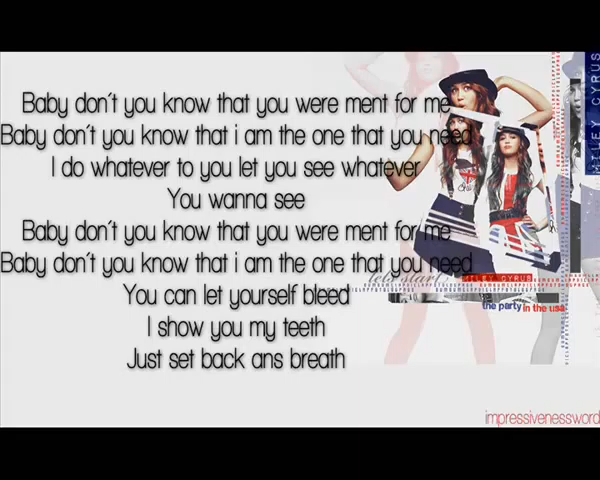 Baby don't you know that you were ment for me
Baby don't you know that i am the one that you need
I do whatever to you let you see whatever
You wanna see
Baby don't you know that you were ment for me
Baby don't you know that i am the one that you need
You can let yourself bleed
I show you my teeth
Just set back ans breath
MILEY CYRUS
MILEY CYRUS
the party in the usa
impressivenessword